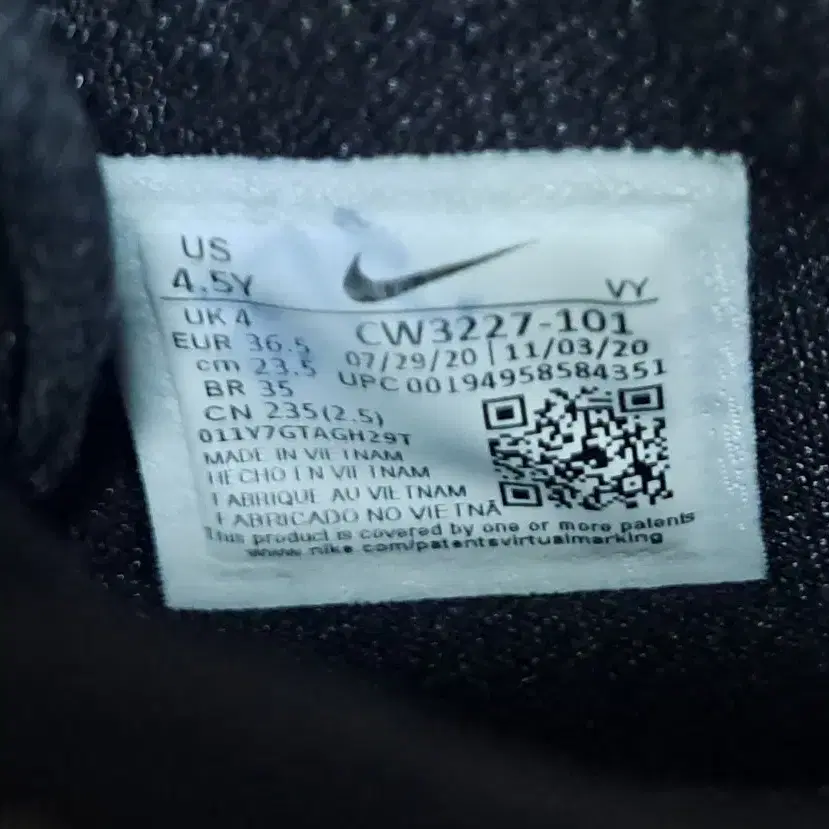 US
4.5Y
VY
UK 4
CW3227-101
EUR 36.5
07/29/20 | 11/03/20
cm 23.5
UPC 00194958584351
BR 35
CN 235(2.5)
011Y7GTAGH29T
MADE IN VIETNAM
HECHO EN VIETNAM
FABRIQUE AU VIETNAM
FABRICADO NO VIETNÃ
This product is covered by one or more patents
www.nike.com/patentsvirtualmarking